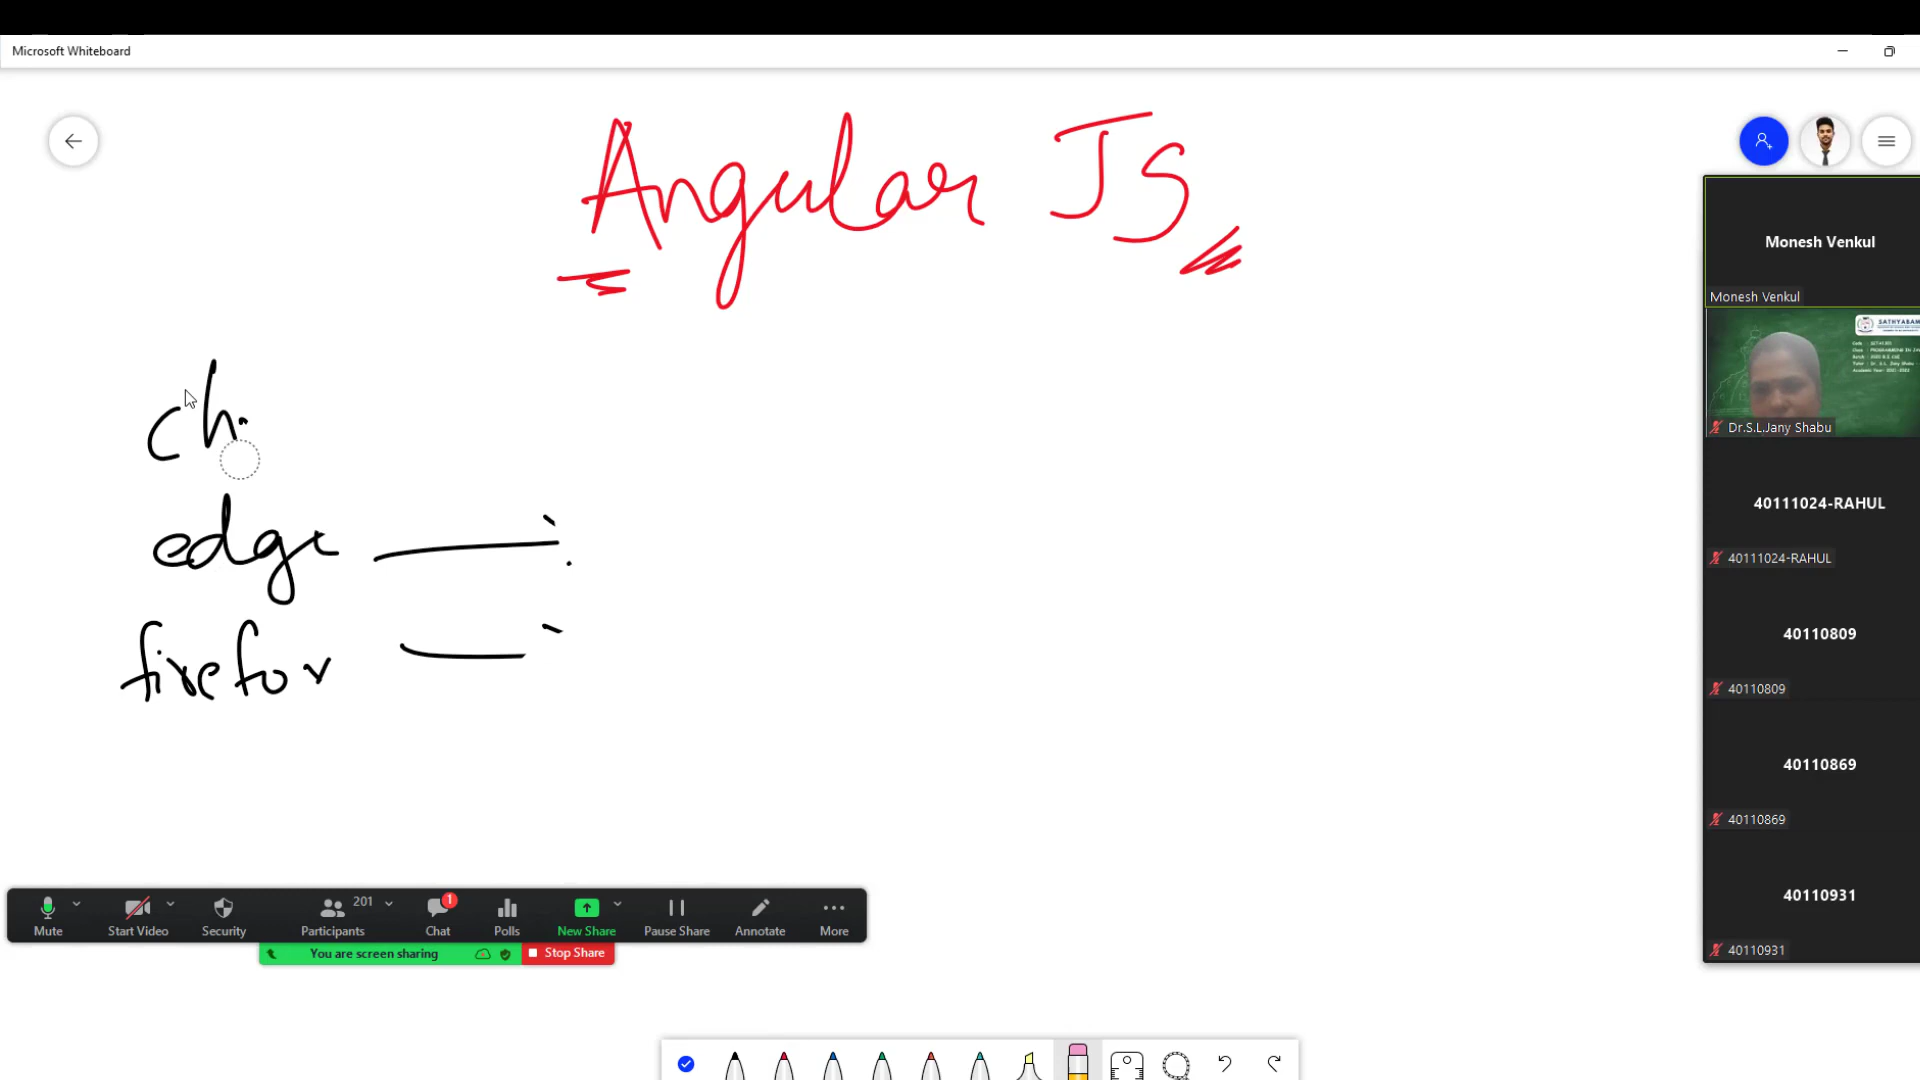 Microsoft Whiteboard
Angular JS
ch
edge
firefox
Monesh Venkul
Monesh Venkul
SATHYABAM
Dr.S.L.Jany Shabu
40111024-RAHUL
40111024-RAHUL
40110809
40110809
40110869
40110869
40110931
40110931
201
1
Mute Start Video Security Participants Chat Polls New Share Pause Share Annotate More
You are screen sharing Stop Share